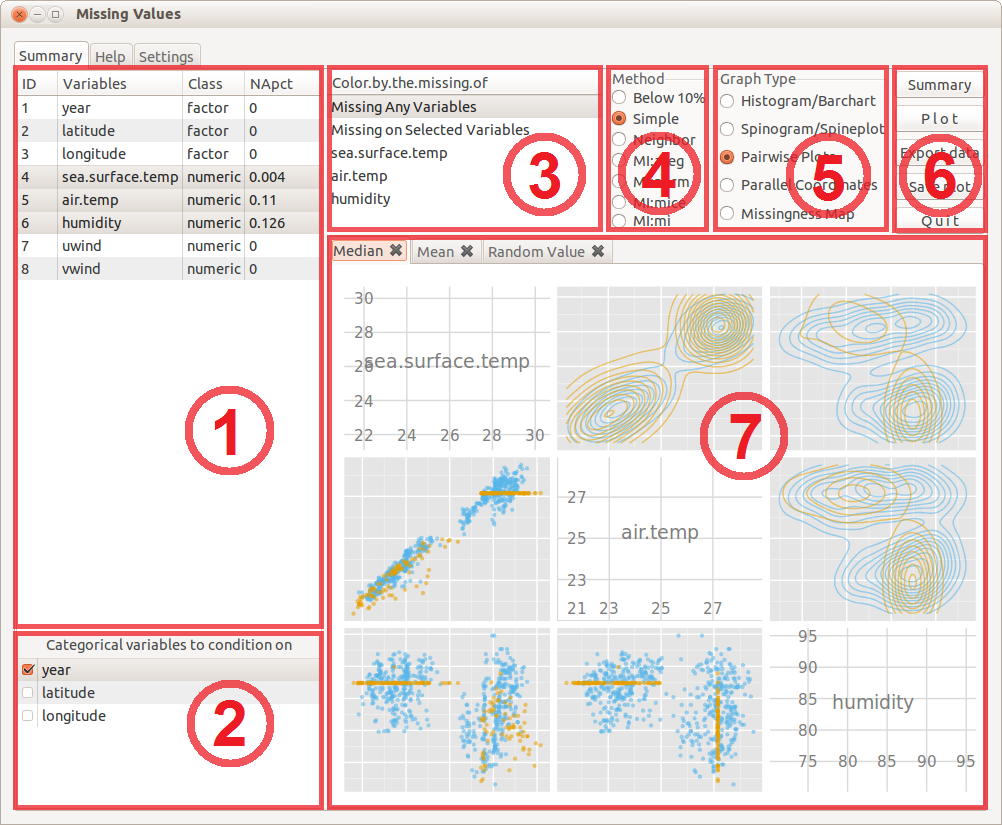 Missing Values
Summary Help Settings
ID Variables Class NApct
1 year factor 0
2 latitude factor 0
3 longitude factor 0
4 sea.surface.temp numeric 0.004
5 air.temp numeric 0.11
6 humidity numeric 0.126
7 uwind numeric 0
8 vwind numeric 0
1
Categorical variables to condition on
year
latitude
longitude
2
Color.by.the.missing.of
Missing Any Variables
Missing on Selected Variables
sea.surface.temp
air.temp
humidity
3
Method
Below 10%
Simple
Neighbor
MI:mice
MI:mi
4
Graph Type
Histogram/Barchart
Spinogram/Spineplot
Pairwise Plots
Parallel Coordinates
Missingness Map
5
Summary
Plot
Export data
Save plot
Quit
6
Median Mean Random Value
30
28
26
24
sea.surface.temp
22 24 26 28 30
7
27
25
23
air.temp
21 23 25 27
95
90
85
80
humidity
75 80 85 90 95